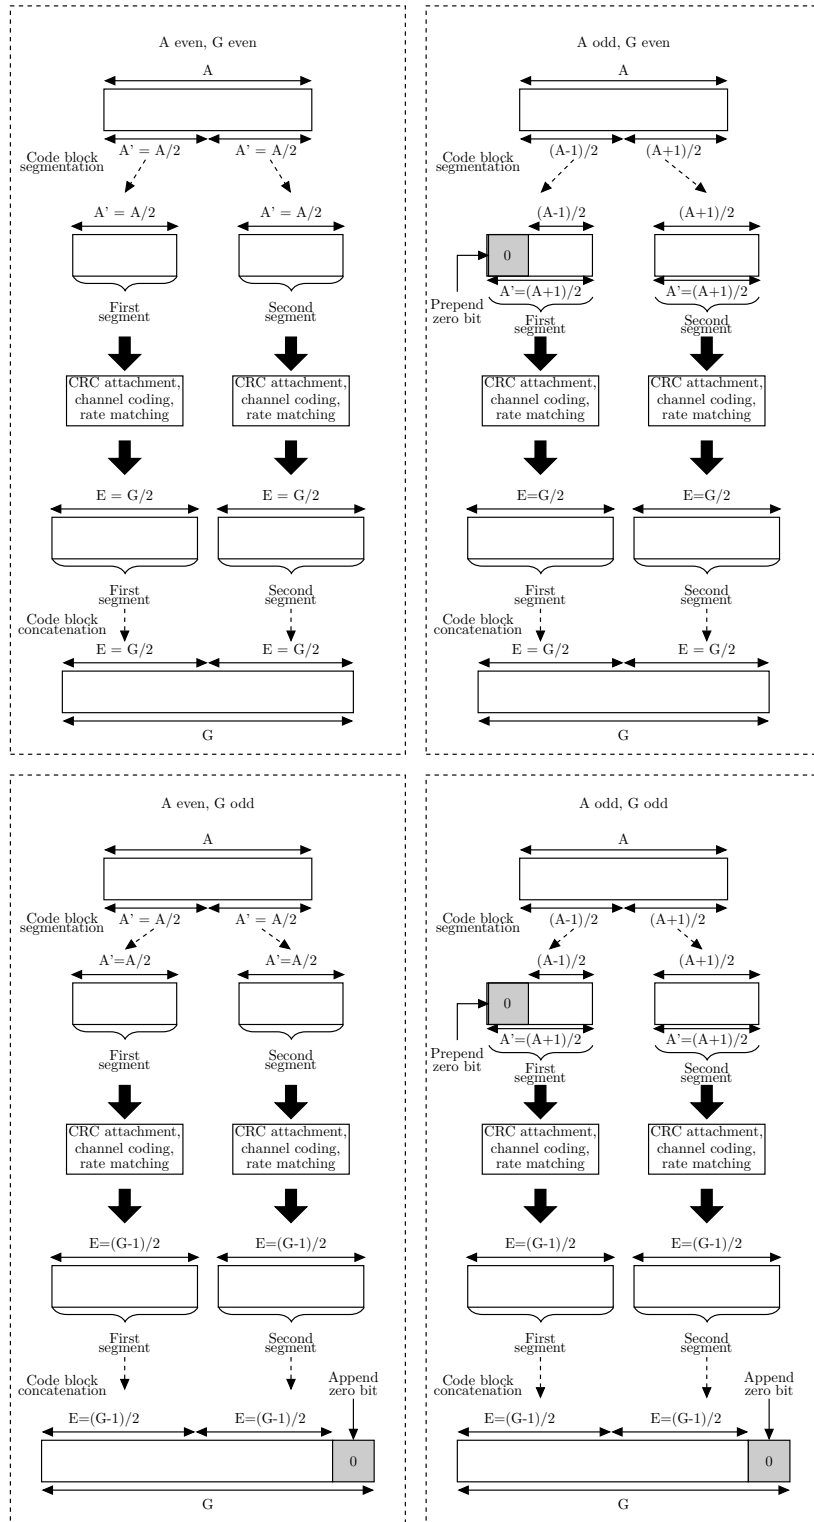 A even, G even
A
A' = A/2 A' = A/2
Code block
segmentation
A' = A/2 A' = A/2
First
segment
Second
segment
CRC attachment,
channel coding,
rate matching
CRC attachment,
channel coding,
rate matching
E = G/2 E = G/2
First
segment
Second
segment
Code block
concatenation
E = G/2 E = G/2
G
A odd, G even
A
(A-1)/2 (A+1)/2
Code block
segmentation
(A-1)/2 (A+1)/2
0
A'=(A+1)/2 A'=(A+1)/2
Prepend
zero bit
First
segment
Second
segment
CRC attachment,
channel coding,
rate matching
CRC attachment,
channel coding,
rate matching
E=G/2 E=G/2
First
segment
Second
segment
Code block
concatenation
E = G/2 E = G/2
G
A even, G odd
A
A' = A/2 A' = A/2
Code block
segmentation
A'=A/2 A'=A/2
First
segment
Second
segment
CRC attachment,
channel coding,
rate matching
CRC attachment,
channel coding,
rate matching
E=(G-1)/2 E=(G-1)/2
First
segment
Second
segment
Code block
concatenation
Append
zero bit
E=(G-1)/2 E=(G-1)/2
0
G
A odd, G odd
A
(A-1)/2 (A+1)/2
Code block
segmentation
(A-1)/2 (A+1)/2
0
A'=(A+1)/2 A'=(A+1)/2
Prepend
zero bit
First
segment
Second
segment
CRC attachment,
channel coding,
rate matching
CRC attachment,
channel coding,
rate matching
E=(G-1)/2 E=(G-1)/2
First
segment
Second
segment
Code block
concatenation
Append
zero bit
E=(G-1)/2 E=(G-1)/2
0
G